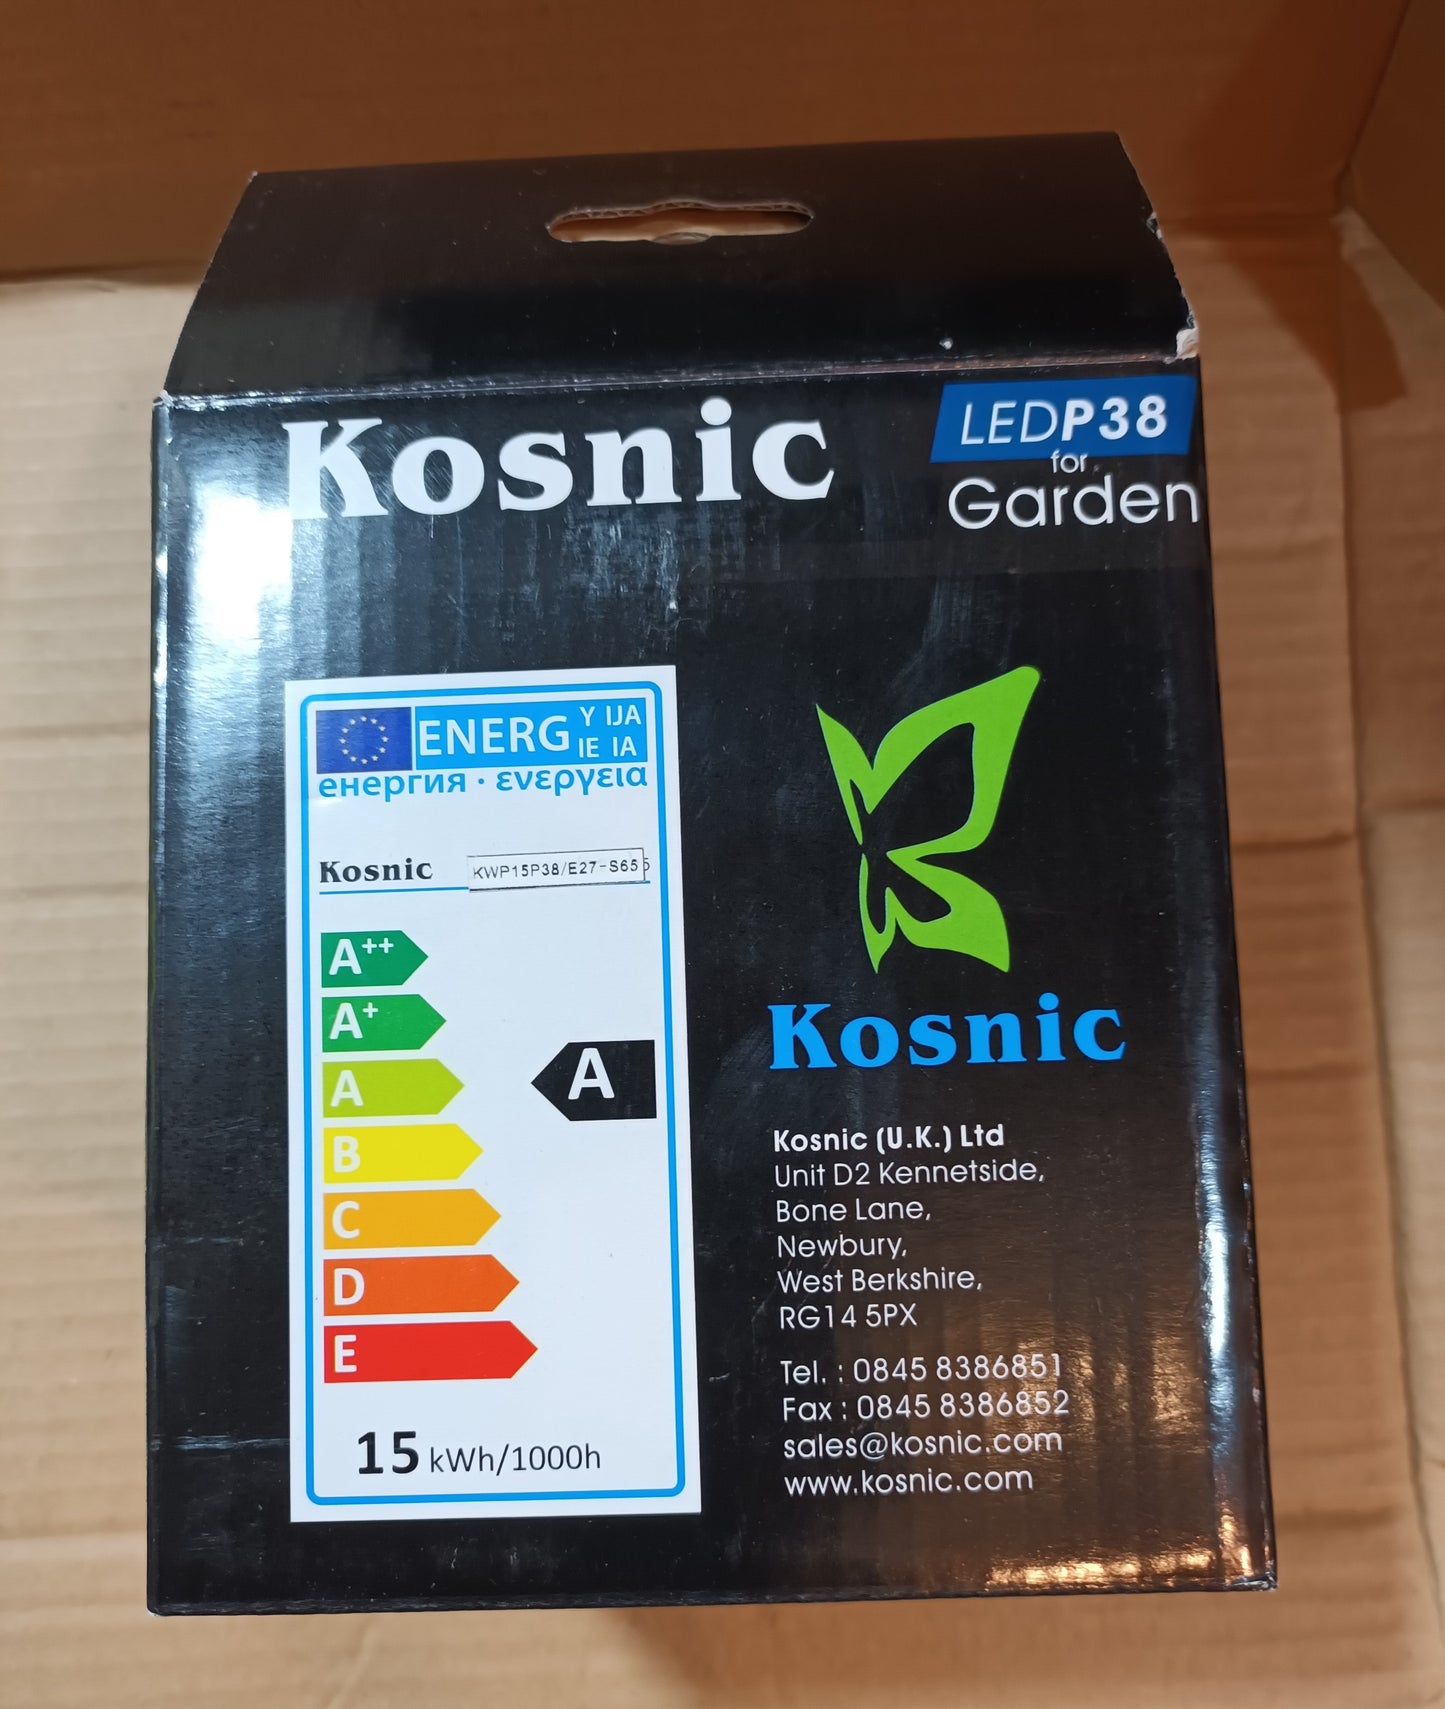 Kosnic
LEDP38
for
Garden
ENERG Y IJA
IE IA
енергия · ενεργεια
Kosnic KWP15P38/E27-S65
A++
A+
A
A
B
C
D
E
15 kWh/1000h
Kosnic
Kosnic (U.K.) Ltd
Unit D2 Kennetside,
Bone Lane,
Newbury,
West Berkshire,
RG14 5PX
Tel. : 0845 8386851
Fax : 0845 8386852
sales@kosnic.com
www.kosnic.com